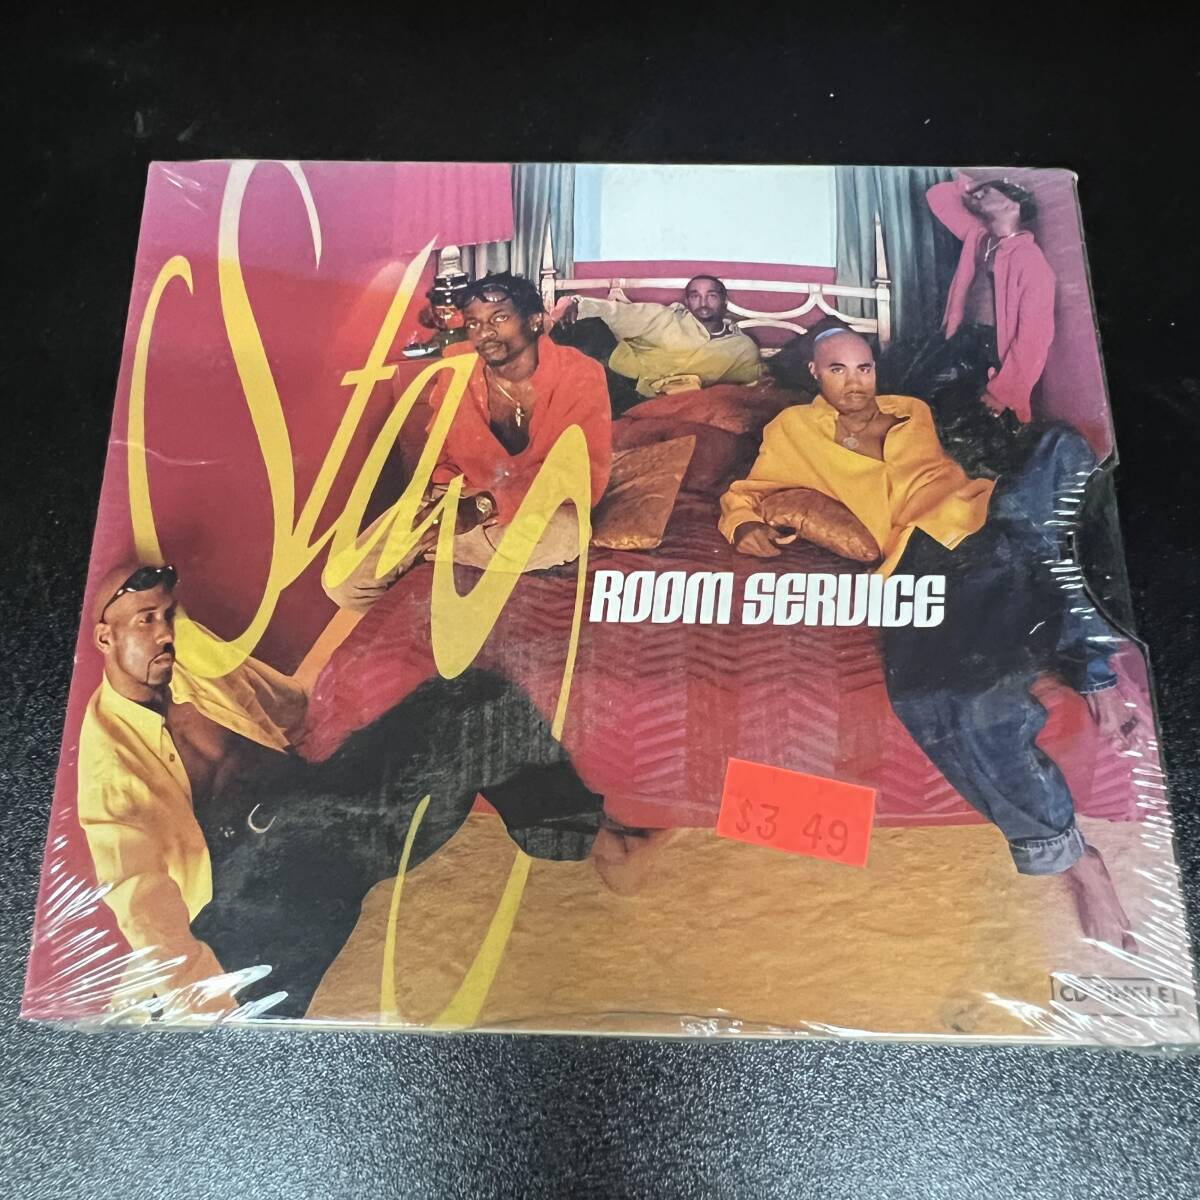 Stay
ROOM SERVICE
$3 49
CD SINGLE